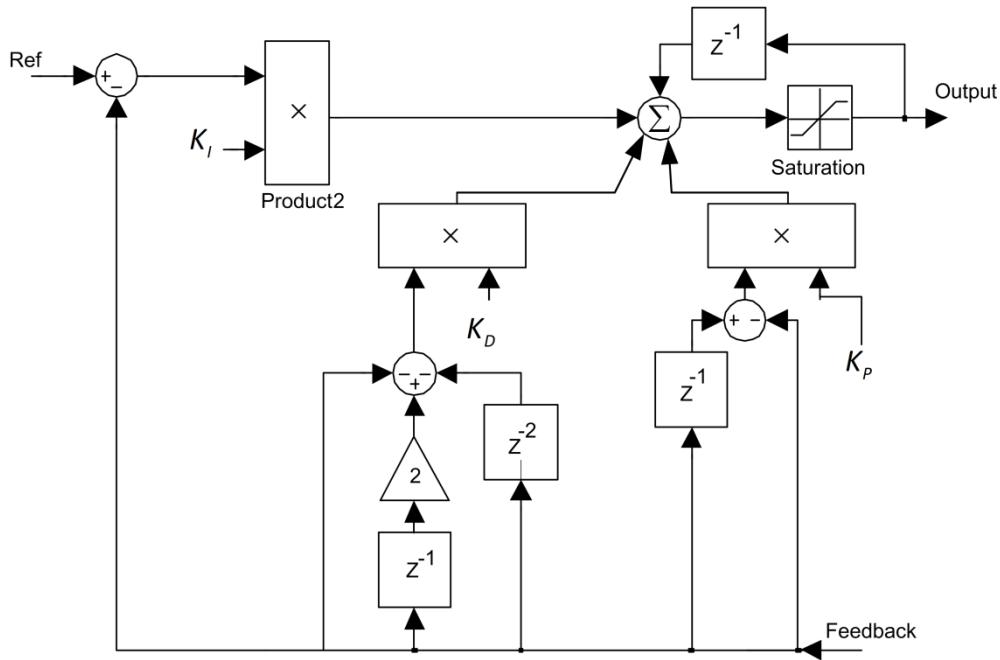 Ref
+
−
×
K_I
Product2
z^-1
Σ
Output
Saturation
×
K_D
×
+ −
K_P
z^-1
− −
+
2
z^-2
z^-1
Feedback